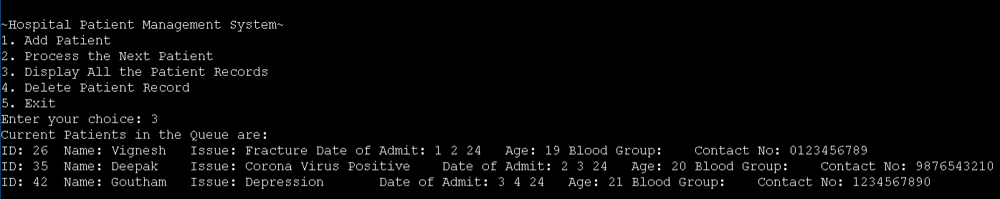 ~Hospital Patient Management System~
1. Add Patient
2. Process the Next Patient
3. Display All the Patient Records
4. Delete Patient Record
5. Exit
Enter your choice: 3
Current Patients in the Queue are:
ID: 26  Name: Vignesh   Issue: Fracture Date of Admit: 1 2 24   Age: 19 Blood Group:    Contact No: 0123456789
ID: 35  Name: Deepak    Issue: Corona Virus Positive    Date of Admit: 2 3 24   Age: 20 Blood Group:    Contact No: 9876543210
ID: 42  Name: Goutham   Issue: Depression       Date of Admit: 3 4 24   Age: 21 Blood Group:    Contact No: 1234567890